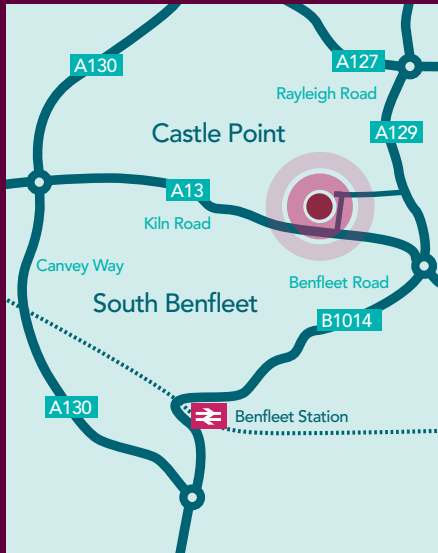 A130
A127
Rayleigh Road
A129
Castle Point
A13
Kiln Road
Canvey Way
Benfleet Road
South Benfleet
B1014
A130
Benfleet Station